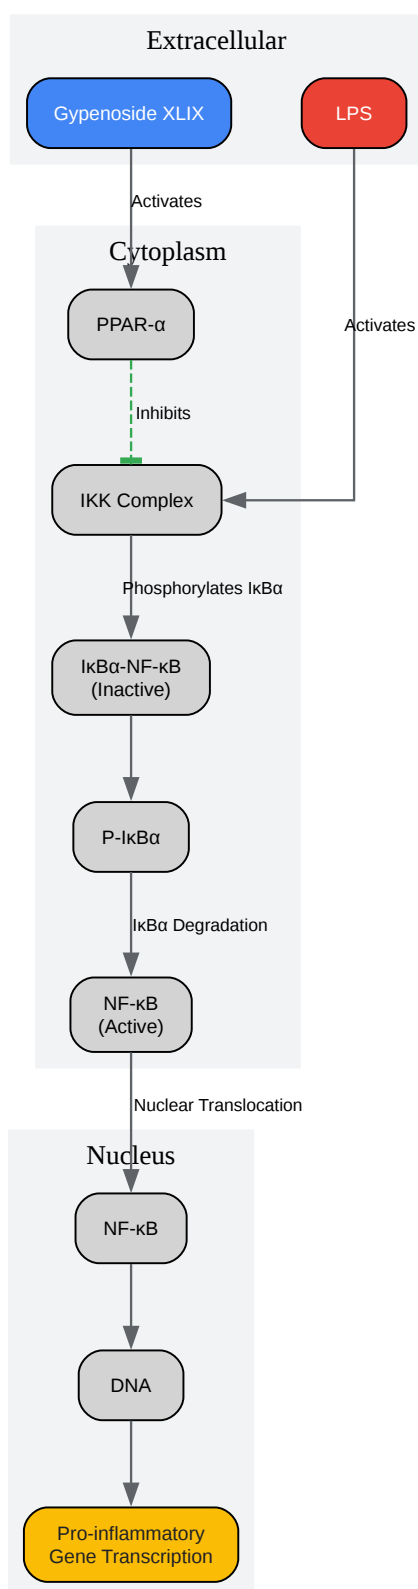 Extracellular
Gypenoside XLIX
LPS
Activates
Cytoplasm
PPAR-α
Activates
Inhibits
IKK Complex
Phosphorylates IκBα
IκBα-NF-κB
(Inactive)
P-IκBα
IκBα Degradation
NF-κB
(Active)
Nuclear Translocation
Nucleus
NF-κB
DNA
Pro-inflammatory
Gene Transcription